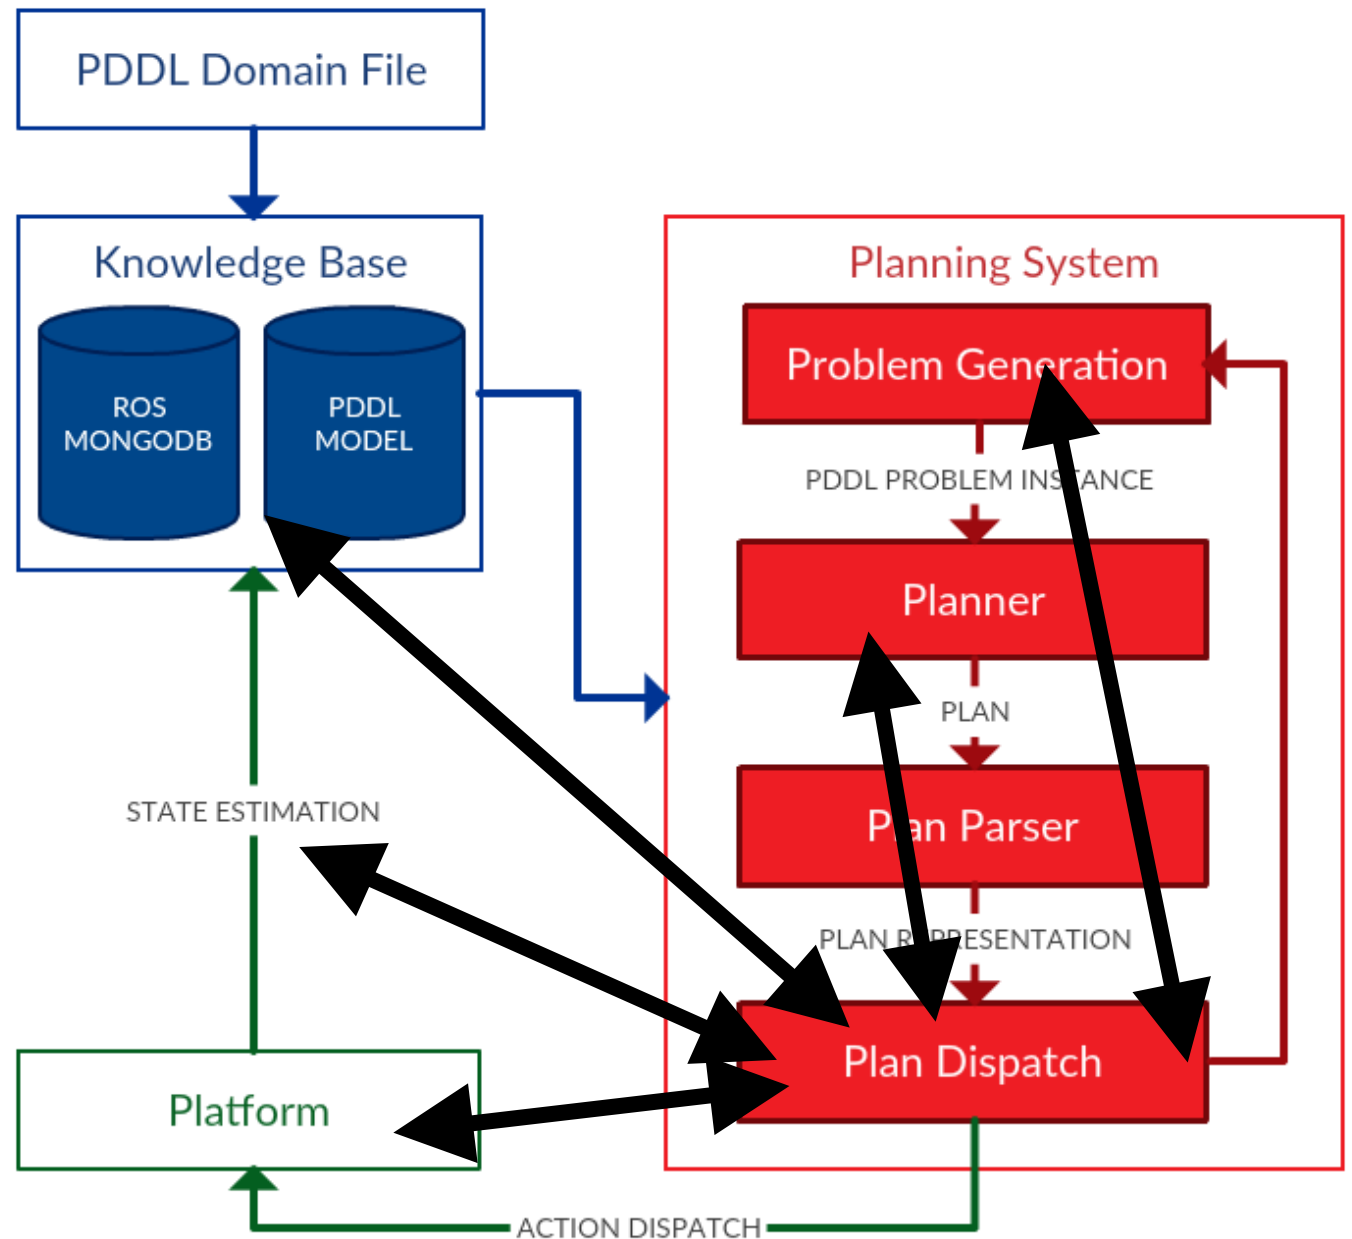 PDDL Domain File
Knowledge Base
ROS
MONGODB
PDDL
MODEL
STATE ESTIMATION
Platform
ACTION DISPATCH
Planning System
Problem Generation
PDDL PROBLEM INSTANCE
Planner
PLAN
Plan Parser
PLAN REPRESENTATION
Plan Dispatch